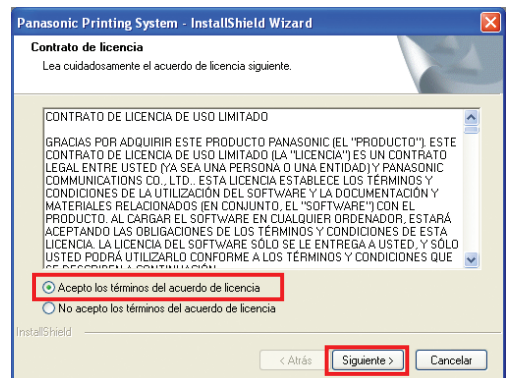 Panasonic Printing System - InstallShield Wizard
Contrato de licencia
Lea cuidadosamente el acuerdo de licencia siguiente.
CONTRATO DE LICENCIA DE USO LIMITADO
GRACIAS POR ADQUIRIR ESTE PRODUCTO PANASONIC (EL "PRODUCTO"). ESTE
CONTRATO DE LICENCIA DE USO LIMITADO (LA "LICENCIA") ES UN CONTRATO
LEGAL ENTRE USTED (YA SEA UNA PERSONA O UNA ENTIDAD) Y PANASONIC
COMMUNICATIONS CO., LTD.. ESTA LICENCIA ESTABLECE LOS TÉRMINOS Y
CONDICIONES DE LA UTILIZACIÓN DEL SOFTWARE Y LA DOCUMENTACIÓN Y
MATERIALES RELACIONADOS (EN CONJUNTO, EL "SOFTWARE") CON EL
PRODUCTO. AL CARGAR EL SOFTWARE EN CUALQUIER ORDENADOR, ESTARÁ
ACEPTANDO LAS OBLIGACIONES DE LOS TÉRMINOS Y CONDICIONES DE ESTA
LICENCIA. LA LICENCIA DEL SOFTWARE SÓLO SE LE ENTREGA A USTED, Y SÓLO
USTED PODRÁ UTILIZARLO CONFORME A LOS TÉRMINOS Y CONDICIONES QUE
SE DESCRIBEN A CONTINUACIÓN
Acepto los términos del acuerdo de licencia
No acepto los términos del acuerdo de licencia
InstallShield
< Atrás
Siguiente >
Cancelar